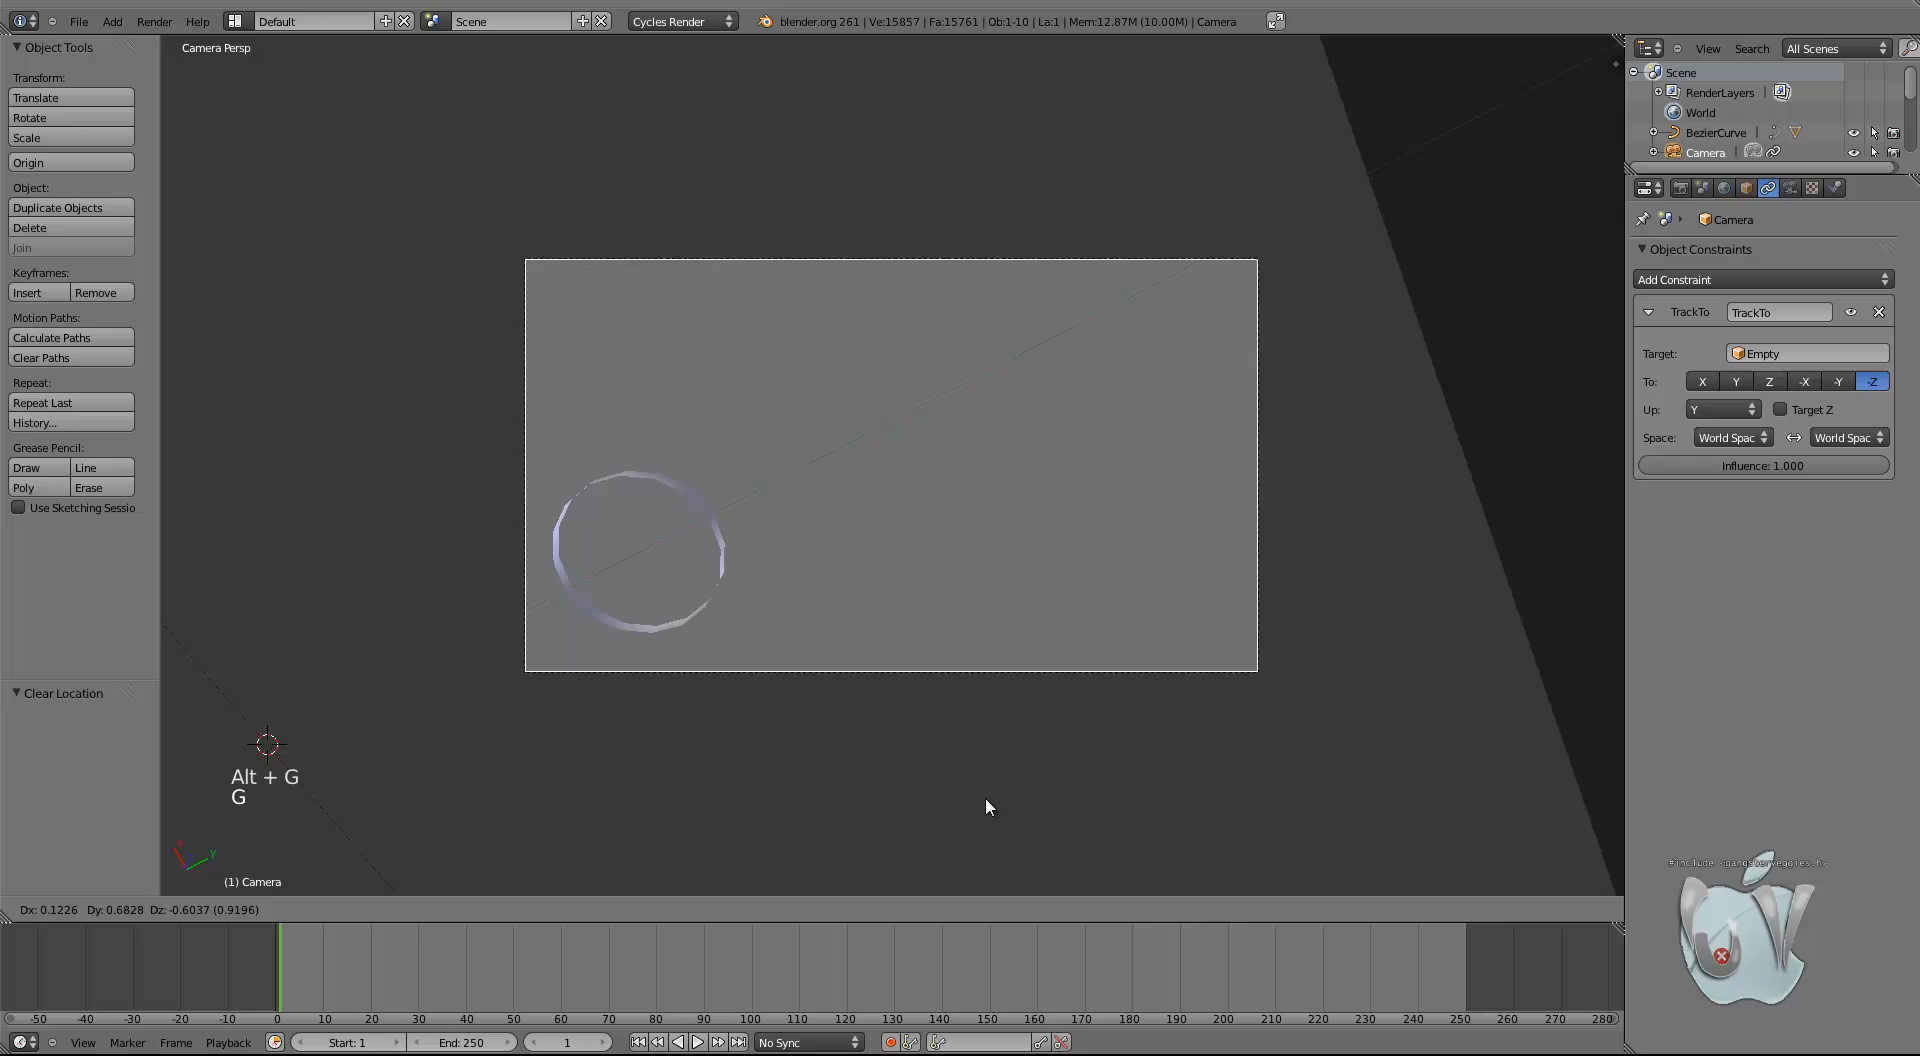 File Add Render Help Default Scene Cycles Render blender.org 261 | Ve:15857 | Fa:15761 | Ob:1-10 | La:1 | Mem:12.87M (10.00M) | Camera
Object Tools
Transform:
Translate
Rotate
Scale
Origin
Object:
Duplicate Objects
Delete
Join
Keyframes:
Insert Remove
Motion Paths:
Calculate Paths
Clear Paths
Repeat:
Repeat Last
History...
Grease Pencil:
Draw Line
Poly Erase
Use Sketching Sessio
Clear Location
Camera Persp
Alt + G
G
y
(1) Camera
View Search All Scenes
Scene
RenderLayers |
World
BezierCurve |
Camera |
Camera
Object Constraints
Add Constraint
TrackTo TrackTo
Target: Empty
To: X Y Z -X -Y -Z
Up: Y Target Z
Space: World Spac World Spac
Influence: 1.000
#include <gangsterveggies.h>
Dx: 0.1226 Dy: 0.6828 Dz: -0.6037 (0.9196)
-50 -40 -30 -20 -10 0 10 20 30 40 50 60 70 80 90 100 110 120 130 140 150 160 170 180 190 200 210 220 230 240 250 260 270 280
View Marker Frame Playback Start: 1 End: 250 1 No Sync